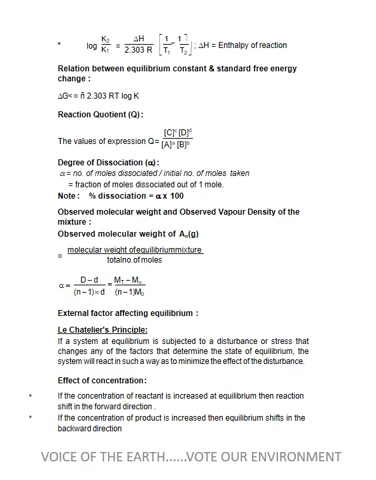 * log K2/K1 = ΔH/2.303 R [1/T1 − 1/T2] ; ΔH = Enthalpy of reaction
Relation between equilibrium constant & standard free energy
change :
ΔG< = ñ 2.303 RT log K
Reaction Quotient (Q) :
The values of expression Q = [C]ᶜ [D]ᵈ / [A]ᵃ [B]ᵇ
Degree of Dissociation (α) :
α = no. of moles dissociated / initial no. of moles taken
= fraction of moles dissociated out of 1 mole.
Note : % dissociation = α x 100
Observed molecular weight and Observed Vapour Density of the
mixture :
Observed molecular weight of An(g)
= molecular weight of equilibrium mixture / total no. of moles
α = D − d / (n − 1) × d = MT − M0 / (n − 1)M0
External factor affecting equilibrium :
Le Chatelier's Principle:
If a system at equilibrium is subjected to a disturbance or stress that
changes any of the factors that determine the state of equilibrium, the
system will react in such a way as to minimize the effect of the disturbance.
Effect of concentration:
* If the concentration of reactant is increased at equilibrium then reaction
shift in the forward direction .
* If the concentration of product is increased then equilibrium shifts in the
backward direction
VOICE OF THE EARTH......VOTE OUR ENVIRONMENT